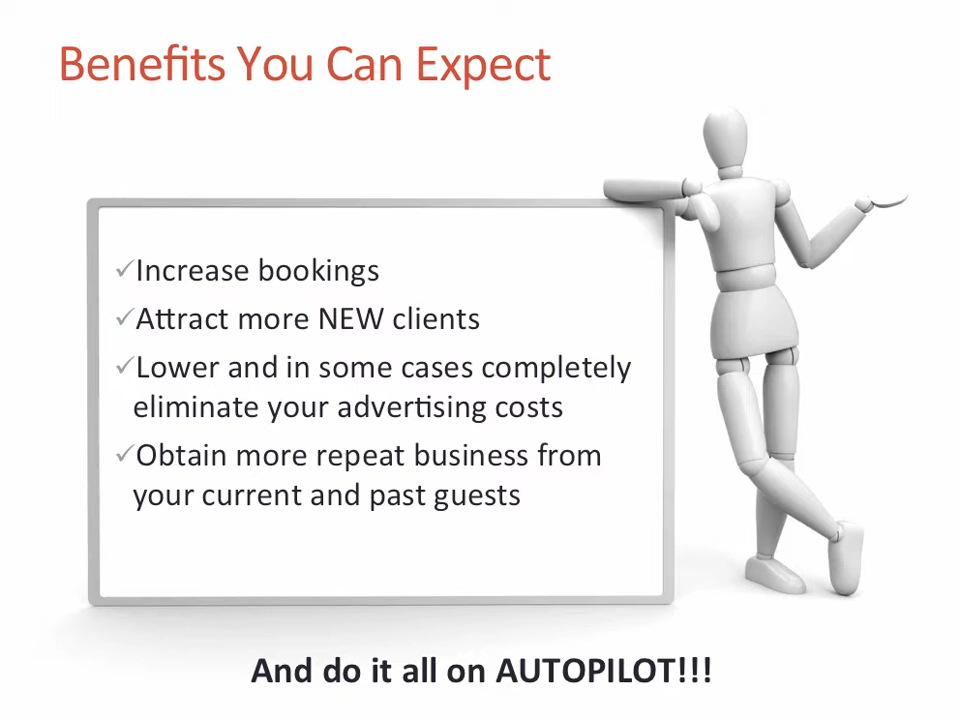 Benefits You Can Expect
✓Increase bookings
✓Attract more NEW clients
✓Lower and in some cases completely
eliminate your advertising costs
✓Obtain more repeat business from
your current and past guests
And do it all on AUTOPILOT!!!